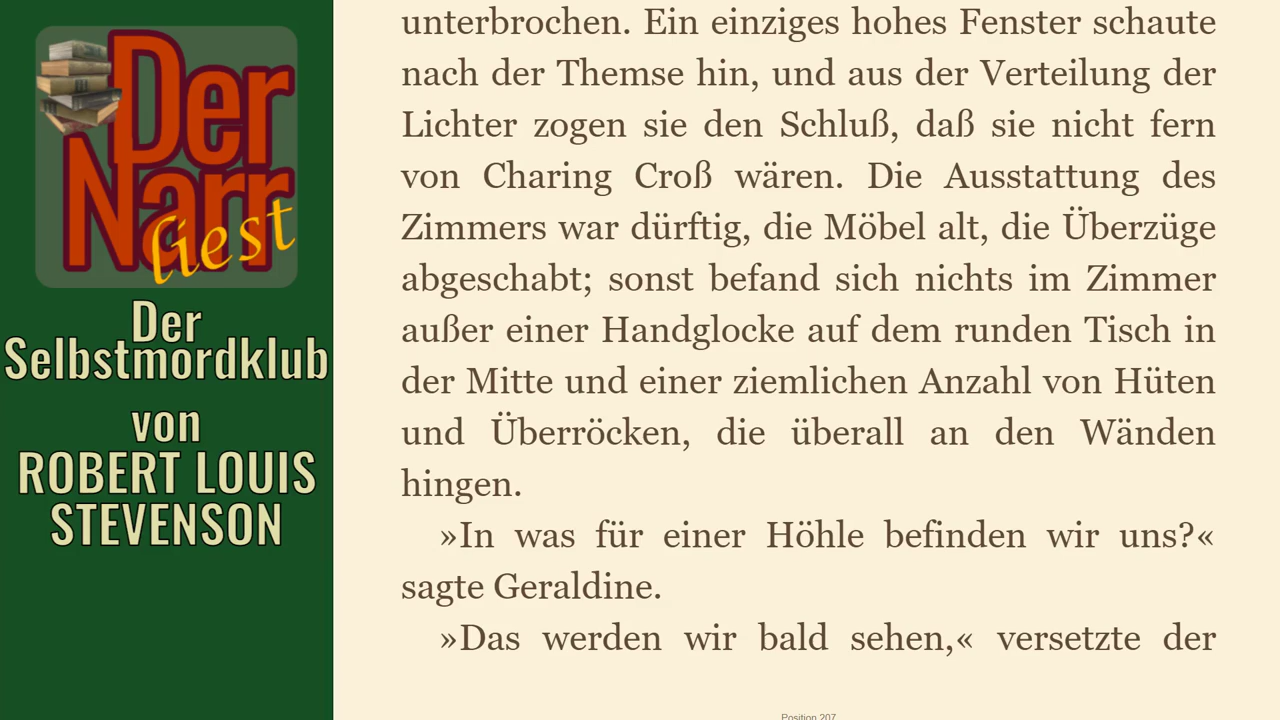 Der
Narr
liest
Der
Selbstmordklub
von
ROBERT LOUIS
STEVENSON
unterbrochen. Ein einziges hohes Fenster schaute
nach der Themse hin, und aus der Verteilung der
Lichter zogen sie den Schluß, daß sie nicht fern
von Charing Croß wären. Die Ausstattung des
Zimmers war dürftig, die Möbel alt, die Überzüge
abgeschabt; sonst befand sich nichts im Zimmer
außer einer Handglocke auf dem runden Tisch in
der Mitte und einer ziemlichen Anzahl von Hüten
und Überröcken, die überall an den Wänden
hingen.
»In was für einer Höhle befinden wir uns?«
sagte Geraldine.
»Das werden wir bald sehen,« versetzte der
Position 207